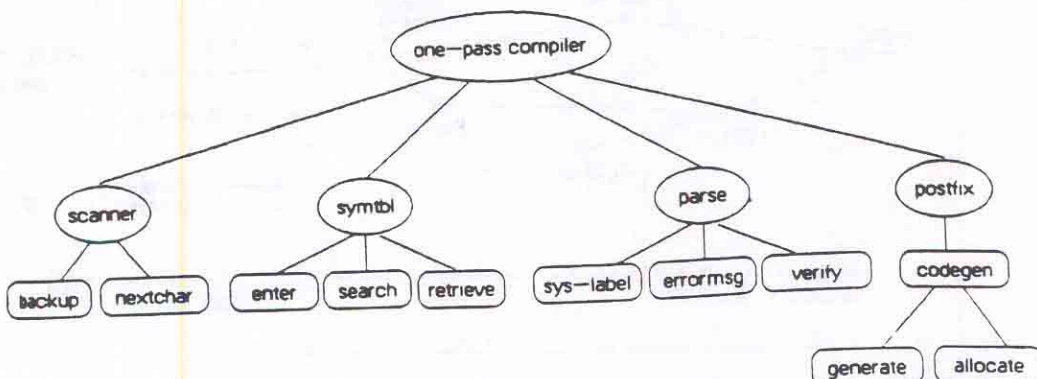 one-pass compiler
scanner
symtbl
parse
postfix
backup
nextchar
enter
search
retrieve
sys-label
errormsg
verify
codegen
generate
allocate